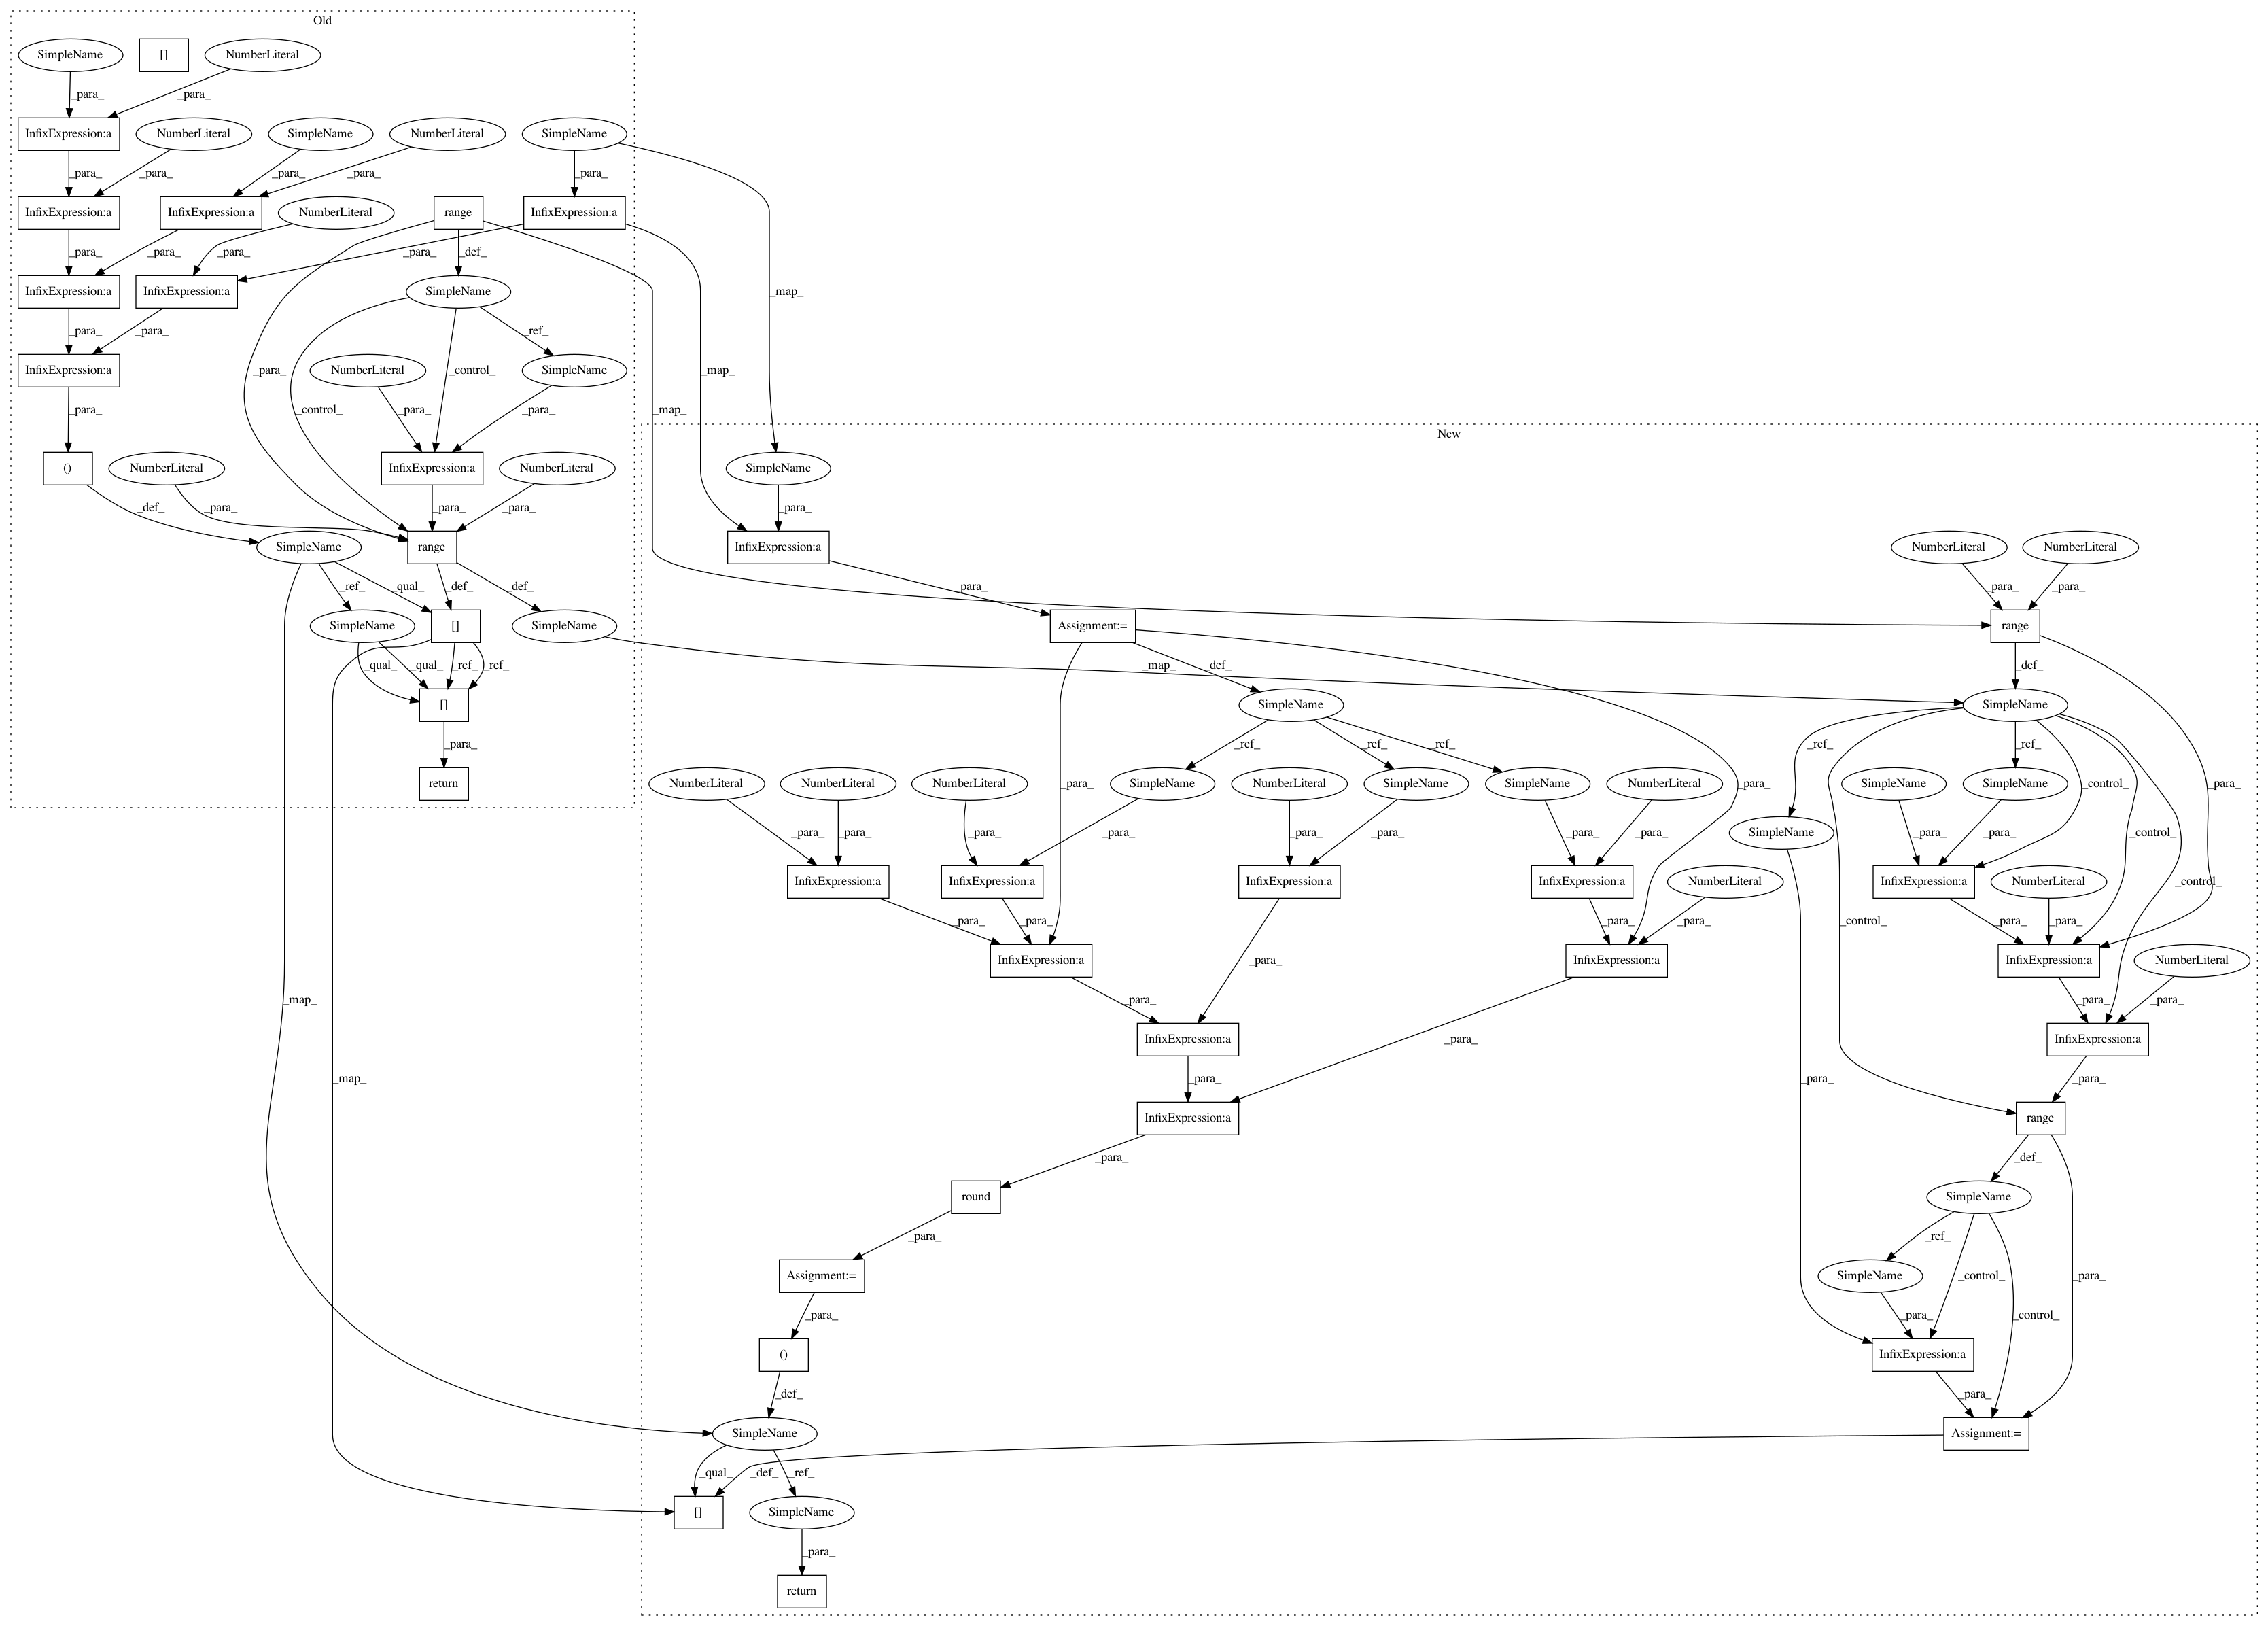 Old
SimpleName
[]
NumberLiteral
_para_
_para_
InfixExpression:a
NumberLiteral
SimpleName
NumberLiteral
SimpleName
_para_
_para_
_para_
_para_
_para_
InfixExpression:a
InfixExpression:a
NumberLiteral
range
InfixExpression:a
_para_
_para_
_para_
_para_
_def_
InfixExpression:a
InfixExpression:a
SimpleName
_map_
_para_
_para_
_ref_
InfixExpression:a
_para_
NumberLiteral
_control_
SimpleName
_map_
_para_
_control_
_para_
_para_
_map_
New
()
NumberLiteral
InfixExpression:a
NumberLiteral
SimpleName
_def_
_para_
_para_
_para_
_para_
SimpleName
range
InfixExpression:a
NumberLiteral
NumberLiteral
_ref_
_qual_
_def_
_def_
_para_
_para_
_para_
SimpleName
[]
SimpleName
Assignment:=
range
_qual_
_qual_
_ref_
_ref_
_map_
_def_
_def_
[]
SimpleName
SimpleName
_para_
_ref_
_ref_
_ref_
_ref_
_ref_
return
NumberLiteral
NumberLiteral
NumberLiteral
SimpleName
_para_
NumberLiteral
SimpleName
SimpleName
NumberLiteral
_para_
SimpleName
SimpleName
_control_
_para_
_para_
_para_
_para_
_para_
_para_
_para_
_para_
_para_
SimpleName
_para_
_para_
_control_
InfixExpression:a
InfixExpression:a
InfixExpression:a
InfixExpression:a
NumberLiteral
InfixExpression:a
NumberLiteral
_control_
_para_
_para_
_para_
_para_
_control_
_para_
_para_
InfixExpression:a
_para_
InfixExpression:a
InfixExpression:a
NumberLiteral
_map_
_para_
_para_
_para_
InfixExpression:a
_para_
InfixExpression:a
_map_
_para_
_para_
_para_
InfixExpression:a
range
_para_
_def_
round
SimpleName
_para_
_ref_
Assignment:=
SimpleName
_control_
_para_
_para_
_para_
_control_
()
InfixExpression:a
_def_
_para_
SimpleName
Assignment:=
_qual_
_def_
_ref_
[]
SimpleName
_para_
return